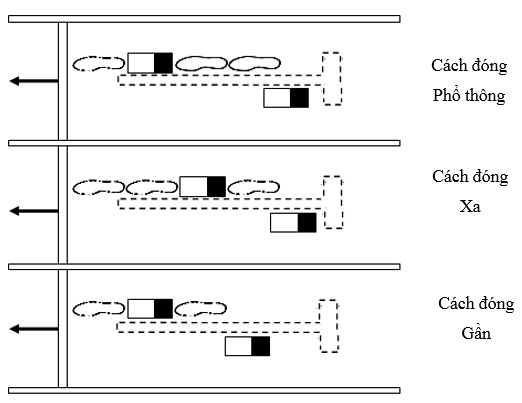 Cách đóng
Phổ thông
Cách đóng
Xa
Cách đóng
Gần